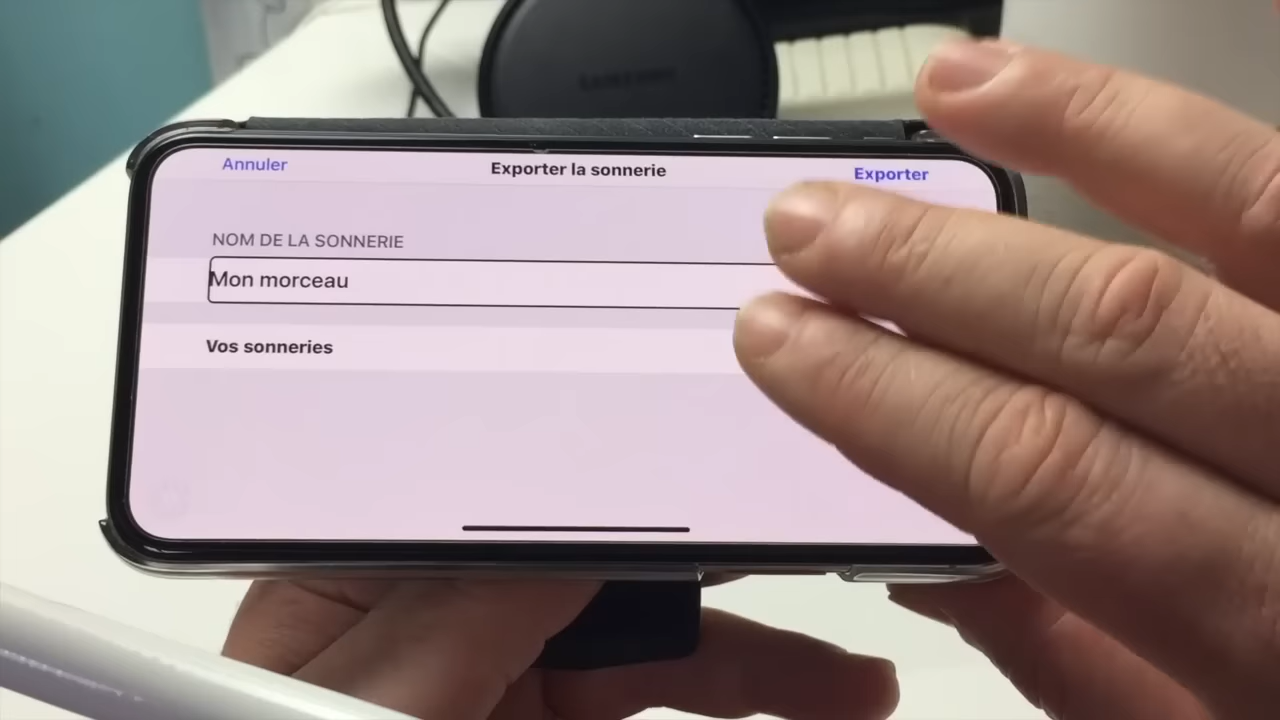 Annuler
Exporter la sonnerie
Exporter
NOM DE LA SONNERIE
Mon morceau
Vos sonneries